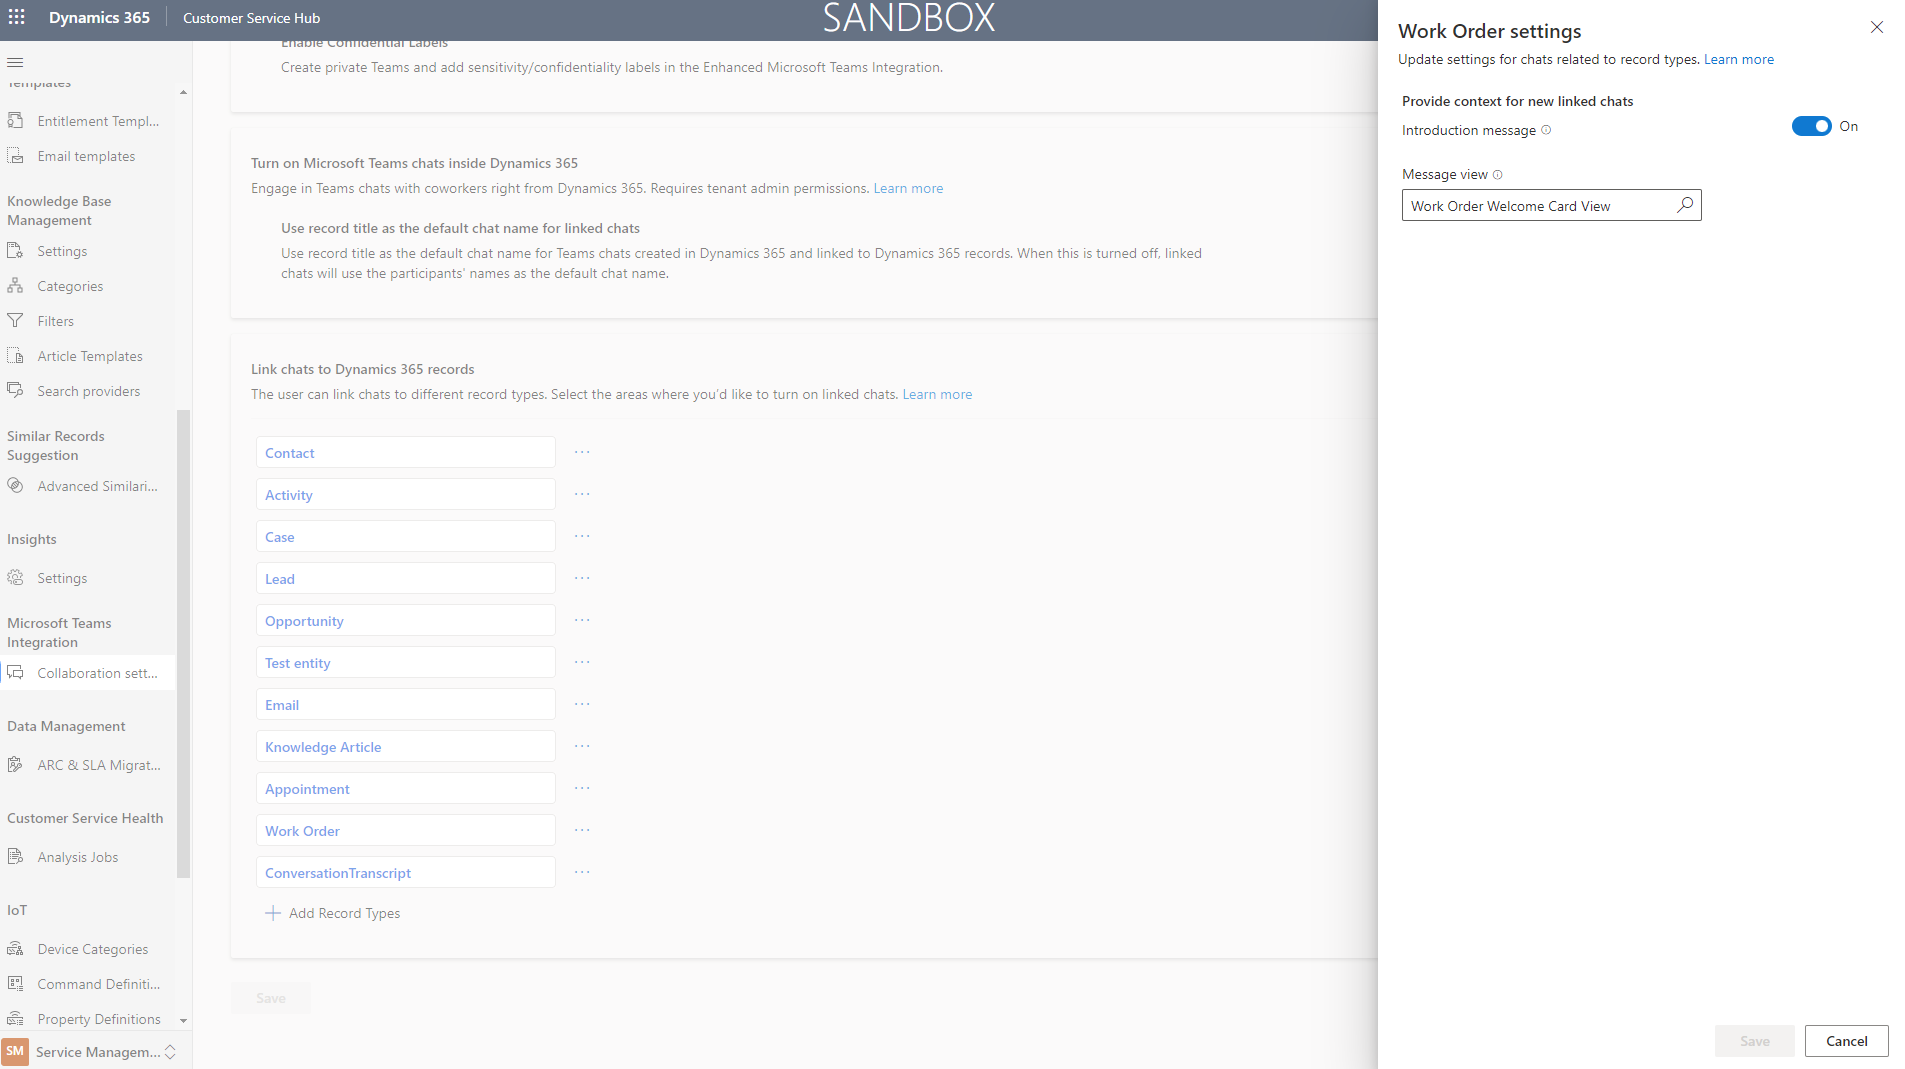 Dynamics 365
Customer Service Hub
SANDBOX
Templates
Entitlement Templ...
Email templates
Knowledge Base
Management
Settings
Categories
Filters
Article Templates
Search providers
Similar Records
Suggestion
Advanced Similari...
Insights
Settings
Microsoft Teams
Integration
Collaboration sett...
Data Management
ARC & SLA Migrat...
Customer Service Health
Analysis Jobs
IoT
Device Categories
Command Definiti...
Property Definitions
SM
Service Managem...
Enable Confidential Labels
Create private Teams and add sensitivity/confidentiality labels in the Enhanced Microsoft Teams Integration.
Turn on Microsoft Teams chats inside Dynamics 365
Engage in Teams chats with coworkers right from Dynamics 365. Requires tenant admin permissions. Learn more
Use record title as the default chat name for linked chats
Use record title as the default chat name for Teams chats created in Dynamics 365 and linked to Dynamics 365 records. When this is turned off, linked
chats will use the participants' names as the default chat name.
Link chats to Dynamics 365 records
The user can link chats to different record types. Select the areas where you'd like to turn on linked chats. Learn more
Contact
Activity
Case
Lead
Opportunity
Test entity
Email
Knowledge Article
Appointment
Work Order
ConversationTranscript
Add Record Types
Save
Work Order settings
Update settings for chats related to record types. Learn more
Provide context for new linked chats
Introduction message
On
Message view
Work Order Welcome Card View
Save
Cancel